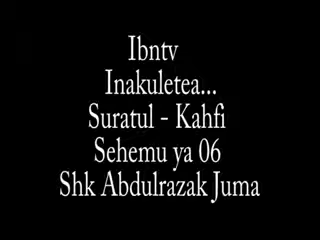 Ibntv
Inakuletea...
Suratul - Kahfi
Sehemu ya 06
Shk Abdulrazak Juma